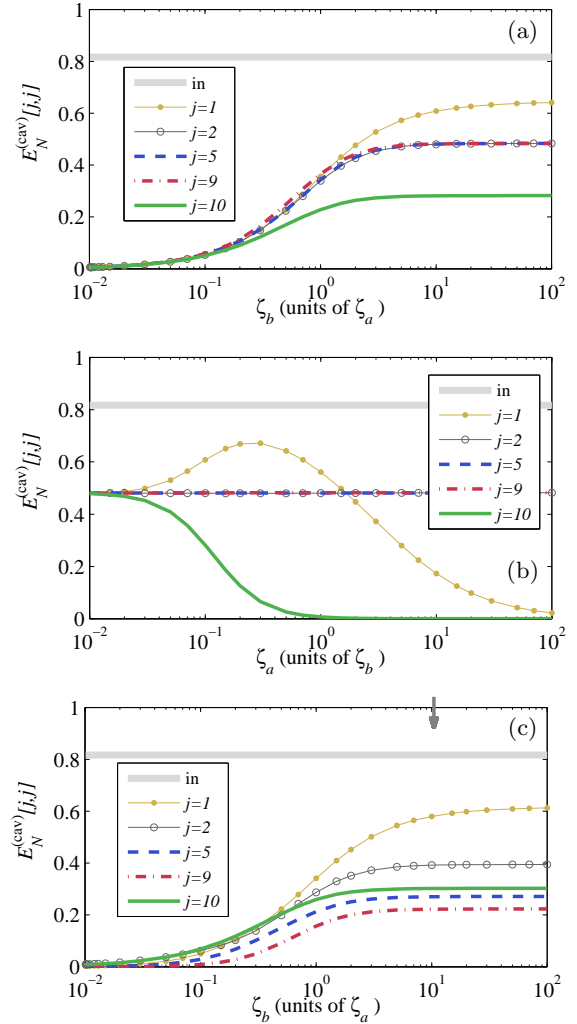 (a)
1
0.8
0.6
0.4
0.2
0
E_N^(cav)[j,j]
in
j=1
j=2
j=5
j=9
j=10
10^-2 10^-1 10^0 10^1 10^2
ζ_b (units of ζ_a )
1
0.8
0.6
0.4
0.2
0
E_N^(cav)[j,j]
in
j=1
j=2
j=5
j=9
j=10
(b)
10^-2 10^-1 10^0 10^1 10^2
ζ_a (units of ζ_b )
(c)
1
0.8
0.6
0.4
0.2
0
E_N^(cav)[j,j]
in
j=1
j=2
j=5
j=9
j=10
10^-2 10^-1 10^0 10^1 10^2
ζ_b (units of ζ_a )